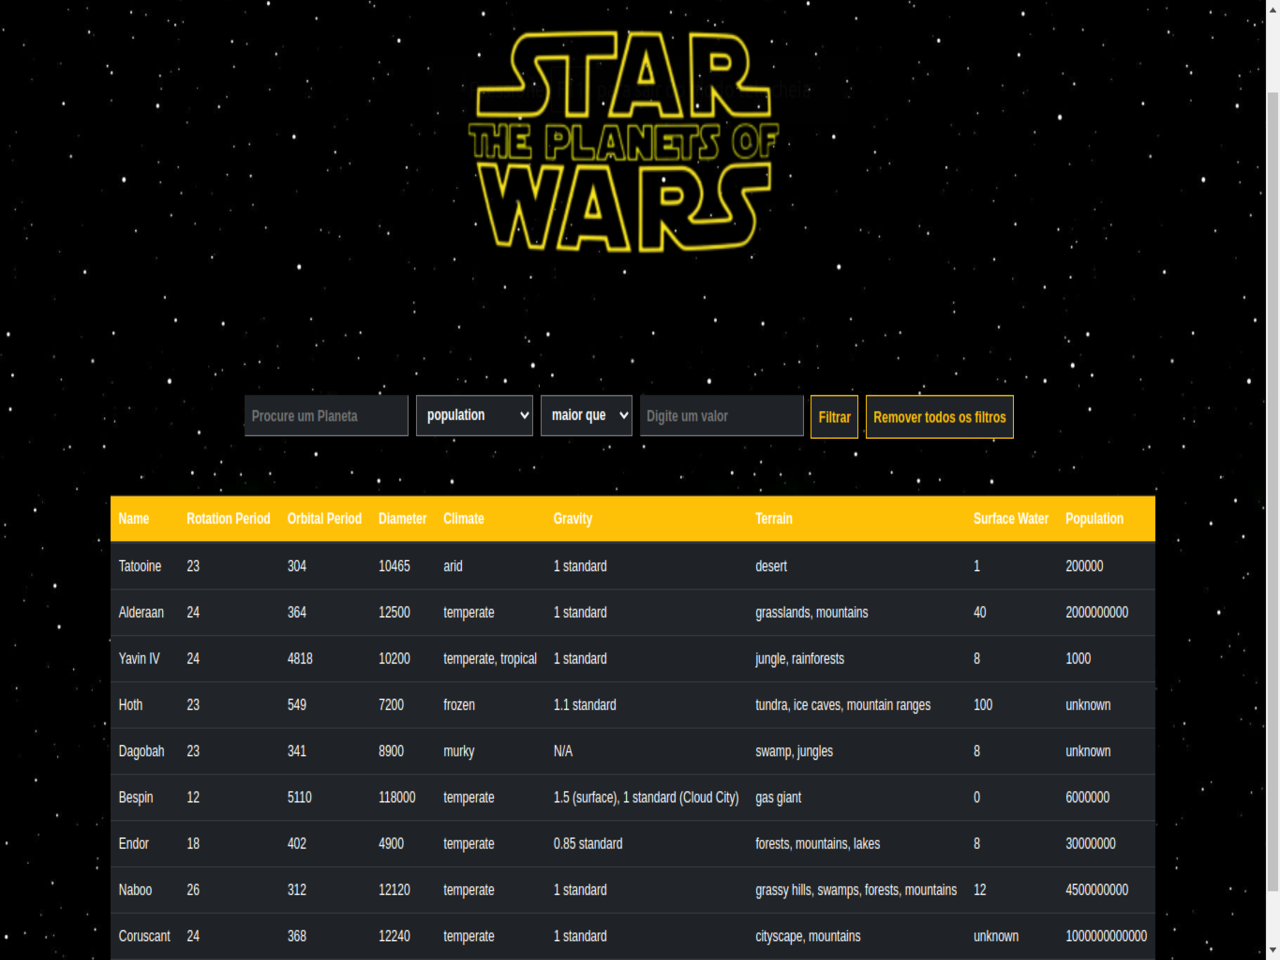 STAR
THE PLANETS OF
WARS
Procure um Planeta population maior que Digite um valor Filtrar Remover todos os filtros
Name Rotation Period Orbital Period Diameter Climate Gravity Terrain Surface Water Population
Tatooine 23 304 10465 arid 1 standard desert 1 200000
Alderaan 24 364 12500 temperate 1 standard grasslands, mountains 40 2000000000
Yavin IV 24 4818 10200 temperate, tropical 1 standard jungle, rainforests 8 1000
Hoth 23 549 7200 frozen 1.1 standard tundra, ice caves, mountain ranges 100 unknown
Dagobah 23 341 8900 murky N/A swamp, jungles 8 unknown
Bespin 12 5110 118000 temperate 1.5 (surface), 1 standard (Cloud City) gas giant 0 6000000
Endor 18 402 4900 temperate 0.85 standard forests, mountains, lakes 8 30000000
Naboo 26 312 12120 temperate 1 standard grassy hills, swamps, forests, mountains 12 4500000000
Coruscant 24 368 12240 temperate 1 standard cityscape, mountains unknown 1000000000000